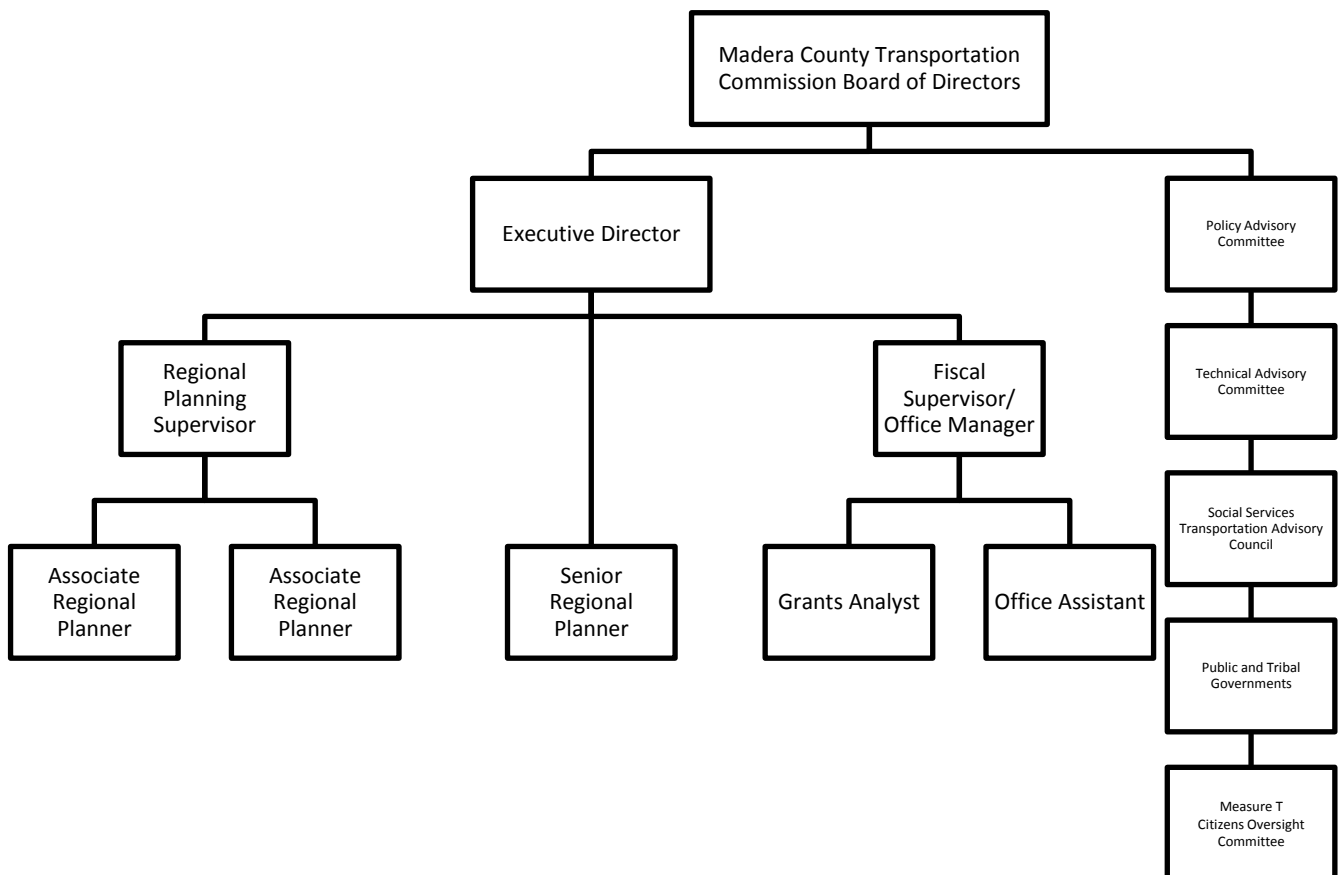 Madera County Transportation
Commission Board of Directors
Executive Director
Policy Advisory
Committee
Regional
Planning
Supervisor
Fiscal
Supervisor/
Office Manager
Technical Advisory
Committee
Social Services
Transportation Advisory
Council
Associate
Regional
Planner
Associate
Regional
Planner
Senior
Regional
Planner
Grants Analyst
Office Assistant
Public and Tribal
Governments
Measure T
Citizens Oversight
Committee